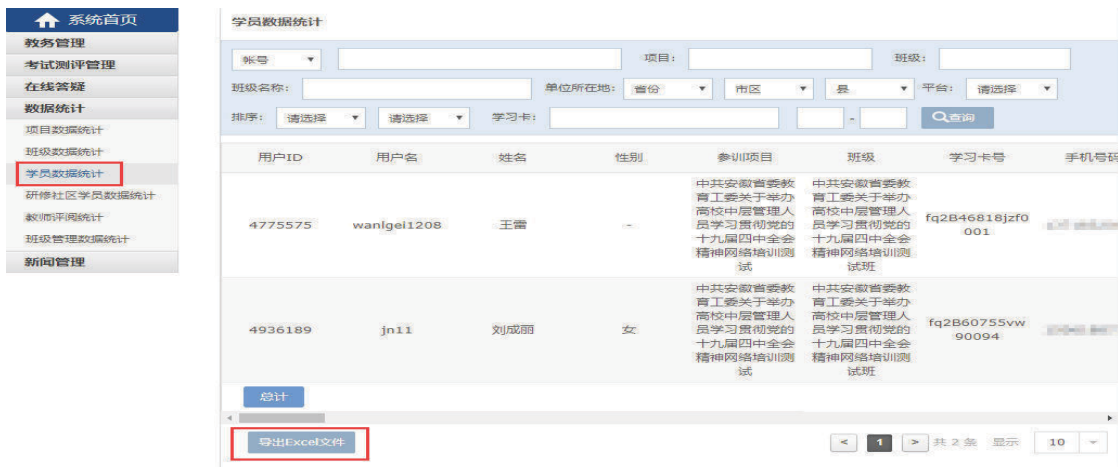 系统首页
教务管理
考试测评管理
在线答疑
数据统计
项目数据统计
班级数据统计
学员数据统计
研修社区学员数据统计
教师评阅统计
班级管理数据统计
新闻管理
学员数据统计
帐号 项目： 班级：
班级名称： 单位所在地： 省份 市区 县 平台： 请选择
排序： 请选择 请选择 学习卡： - 查询
用户ID 用户名 姓名 性别 参训项目 班级 学习卡号 手机号码
中共安徽省委教 中共安徽省委教
育工委关于举办 育工委关于举办
高校中层管理人 高校中层管理人
4775575 wanlgei1208 王雷 - 员学习贯彻党的 员学习贯彻党的 fq2B46818jzf0
十九届四中全会 十九届四中全会 001
精神网络培训测 精神网络培训测
试 试班
中共安徽省委教 中共安徽省委教
育工委关于举办 育工委关于举办
高校中层管理人 高校中层管理人
4936189 jn11 刘成丽 女 员学习贯彻党的 员学习贯彻党的 fq2B60755vw
十九届四中全会 十九届四中全会 90094
精神网络培训测 精神网络培训测
试 试班
总计
导出Excel文件 < 1 > 共 2 条 显示 10